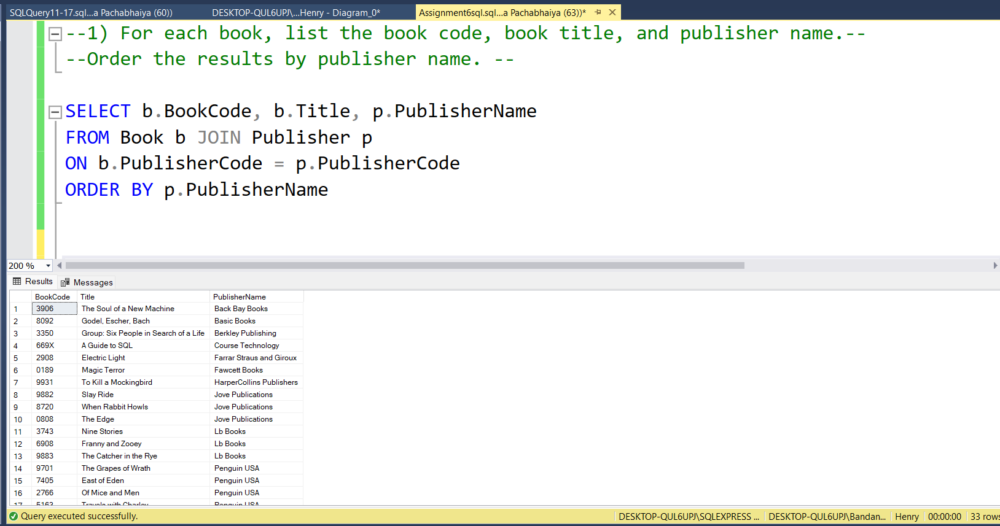 SQLQuery11-17.sql...a Pachabhaiya (60)) DESKTOP-QUL6UPJ\...Henry - Diagram_0* Assignment6sql.sql...a Pachabhaiya (63))*
--1) For each book, list the book code, book title, and publisher name.--
--Order the results by publisher name. --
SELECT b.BookCode, b.Title, p.PublisherName
FROM Book b JOIN Publisher p
ON b.PublisherCode = p.PublisherCode
ORDER BY p.PublisherName
200 %
Results Messages
BookCode Title PublisherName
1 3906 The Soul of a New Machine Back Bay Books
2 8092 Godel, Escher, Bach Basic Books
3 3350 Group: Six People in Search of a Life Berkley Publishing
4 669X A Guide to SQL Course Technology
5 2908 Electric Light Farrar Straus and Giroux
6 0189 Magic Terror Fawcett Books
7 9931 To Kill a Mockingbird HarperCollins Publishers
8 9882 Slay Ride Jove Publications
9 8720 When Rabbit Howls Jove Publications
10 0808 The Edge Jove Publications
11 3743 Nine Stories Lb Books
12 6908 Franny and Zooey Lb Books
13 9883 The Catcher in the Rye Lb Books
14 9701 The Grapes of Wrath Penguin USA
15 7405 East of Eden Penguin USA
16 2766 Of Mice and Men Penguin USA
17 5163 Travels with Charley Penguin USA
Query executed successfully. DESKTOP-QUL6UPJ\SQLEXPRESS ... DESKTOP-QUL6UPJ\Bandan... Henry 00:00:00 33 rows